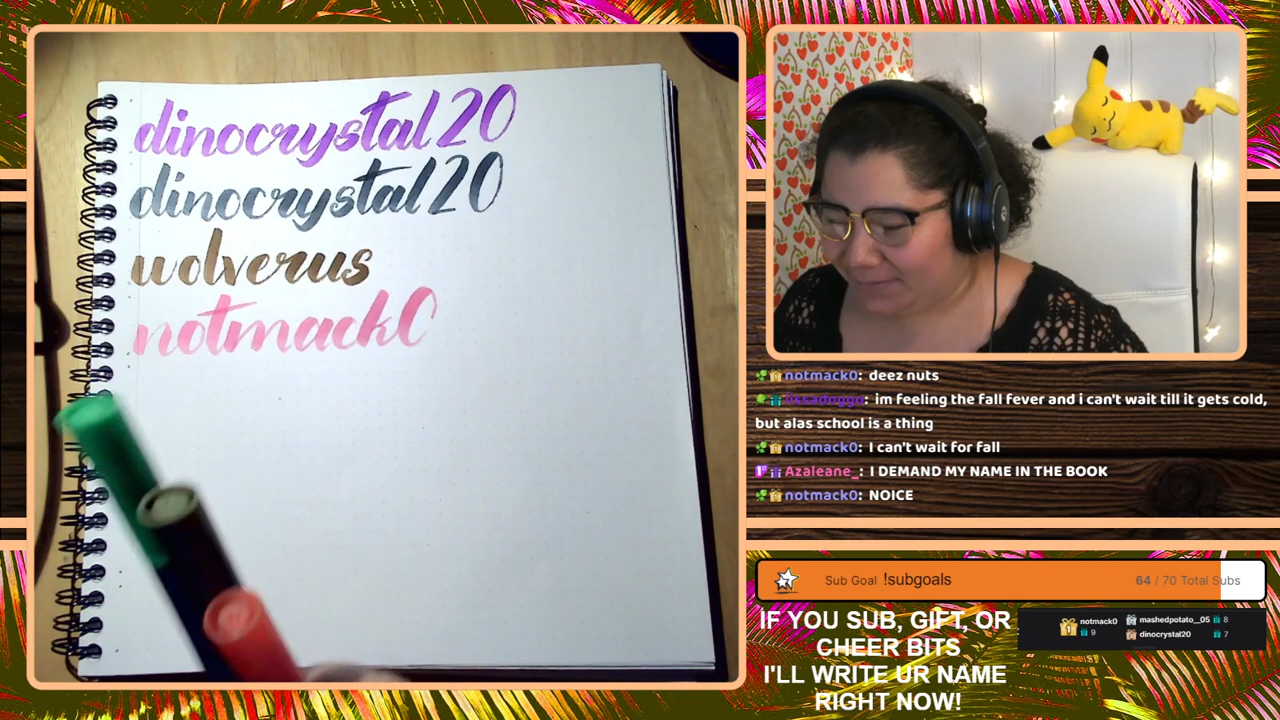 dinocrystal20
dinocrystal20
wolverus
notmack0
notmack0: deez nuts
: im feeling the fall fever and i can't wait till it gets cold,
but alas school is a thing
notmack0: I can't wait for fall
Azaleane_: I DEMAND MY NAME IN THE BOOK
notmack0: NOICE
Sub Goal !subgoals
64 / 70 Total Subs
IF YOU SUB, GIFT, OR
CHEER BITS
I'LL WRITE UR NAME
RIGHT NOW!
1 notmack0 9
mashedpotato_05 8
dinocrystal20 7